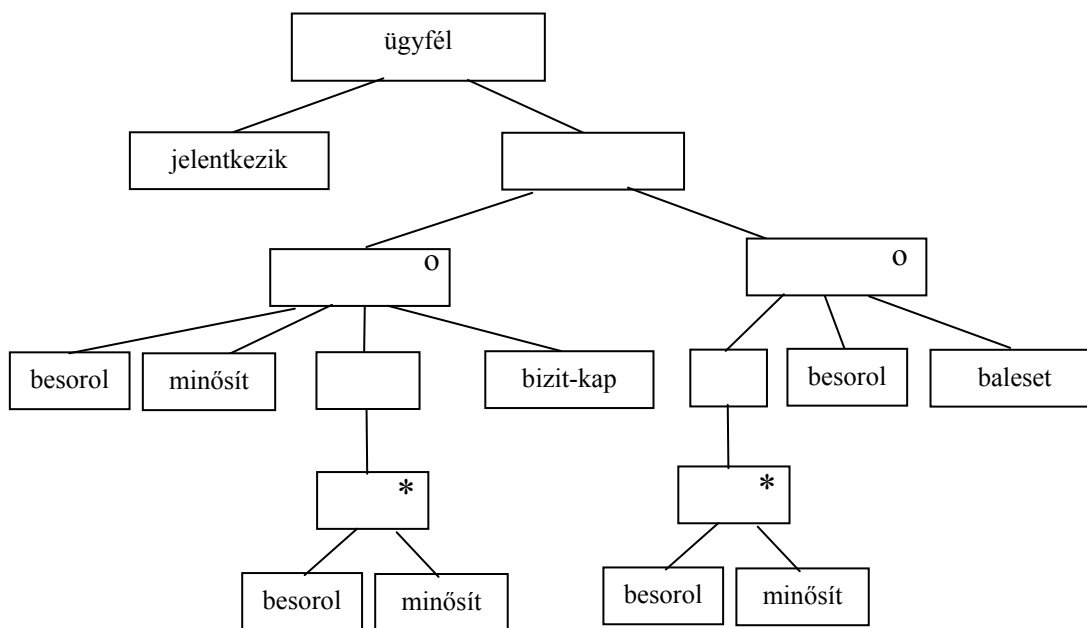 ügyfél
jelentkezik
o
o
besorol
minősít
bizit-kap
besorol
baleset
*
*
besorol
minősít
besorol
minősít